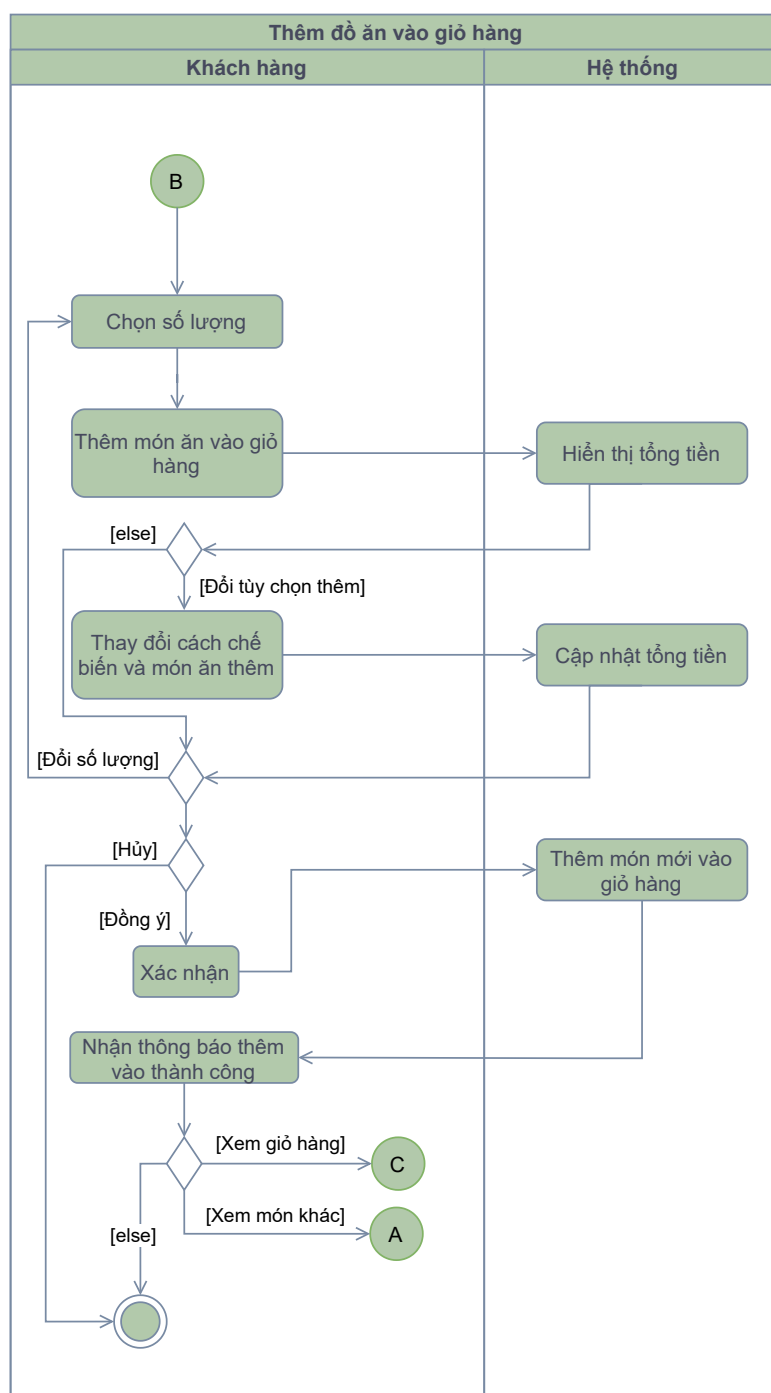 Thêm đồ ăn vào giỏ hàng
Khách hàng
Hệ thống
B
Chọn số lượng
Thêm món ăn vào giỏ
hàng
Hiển thị tổng tiền
[else]
[Đổi tùy chọn thêm]
Thay đổi cách chế
biến và món ăn thêm
Cập nhật tổng tiền
[Đổi số lượng]
[Hủy]
Thêm món mới vào
giỏ hàng
[Đồng ý]
Xác nhận
Nhận thông báo thêm
vào thành công
[Xem giỏ hàng]
C
[Xem món khác]
A
[else]